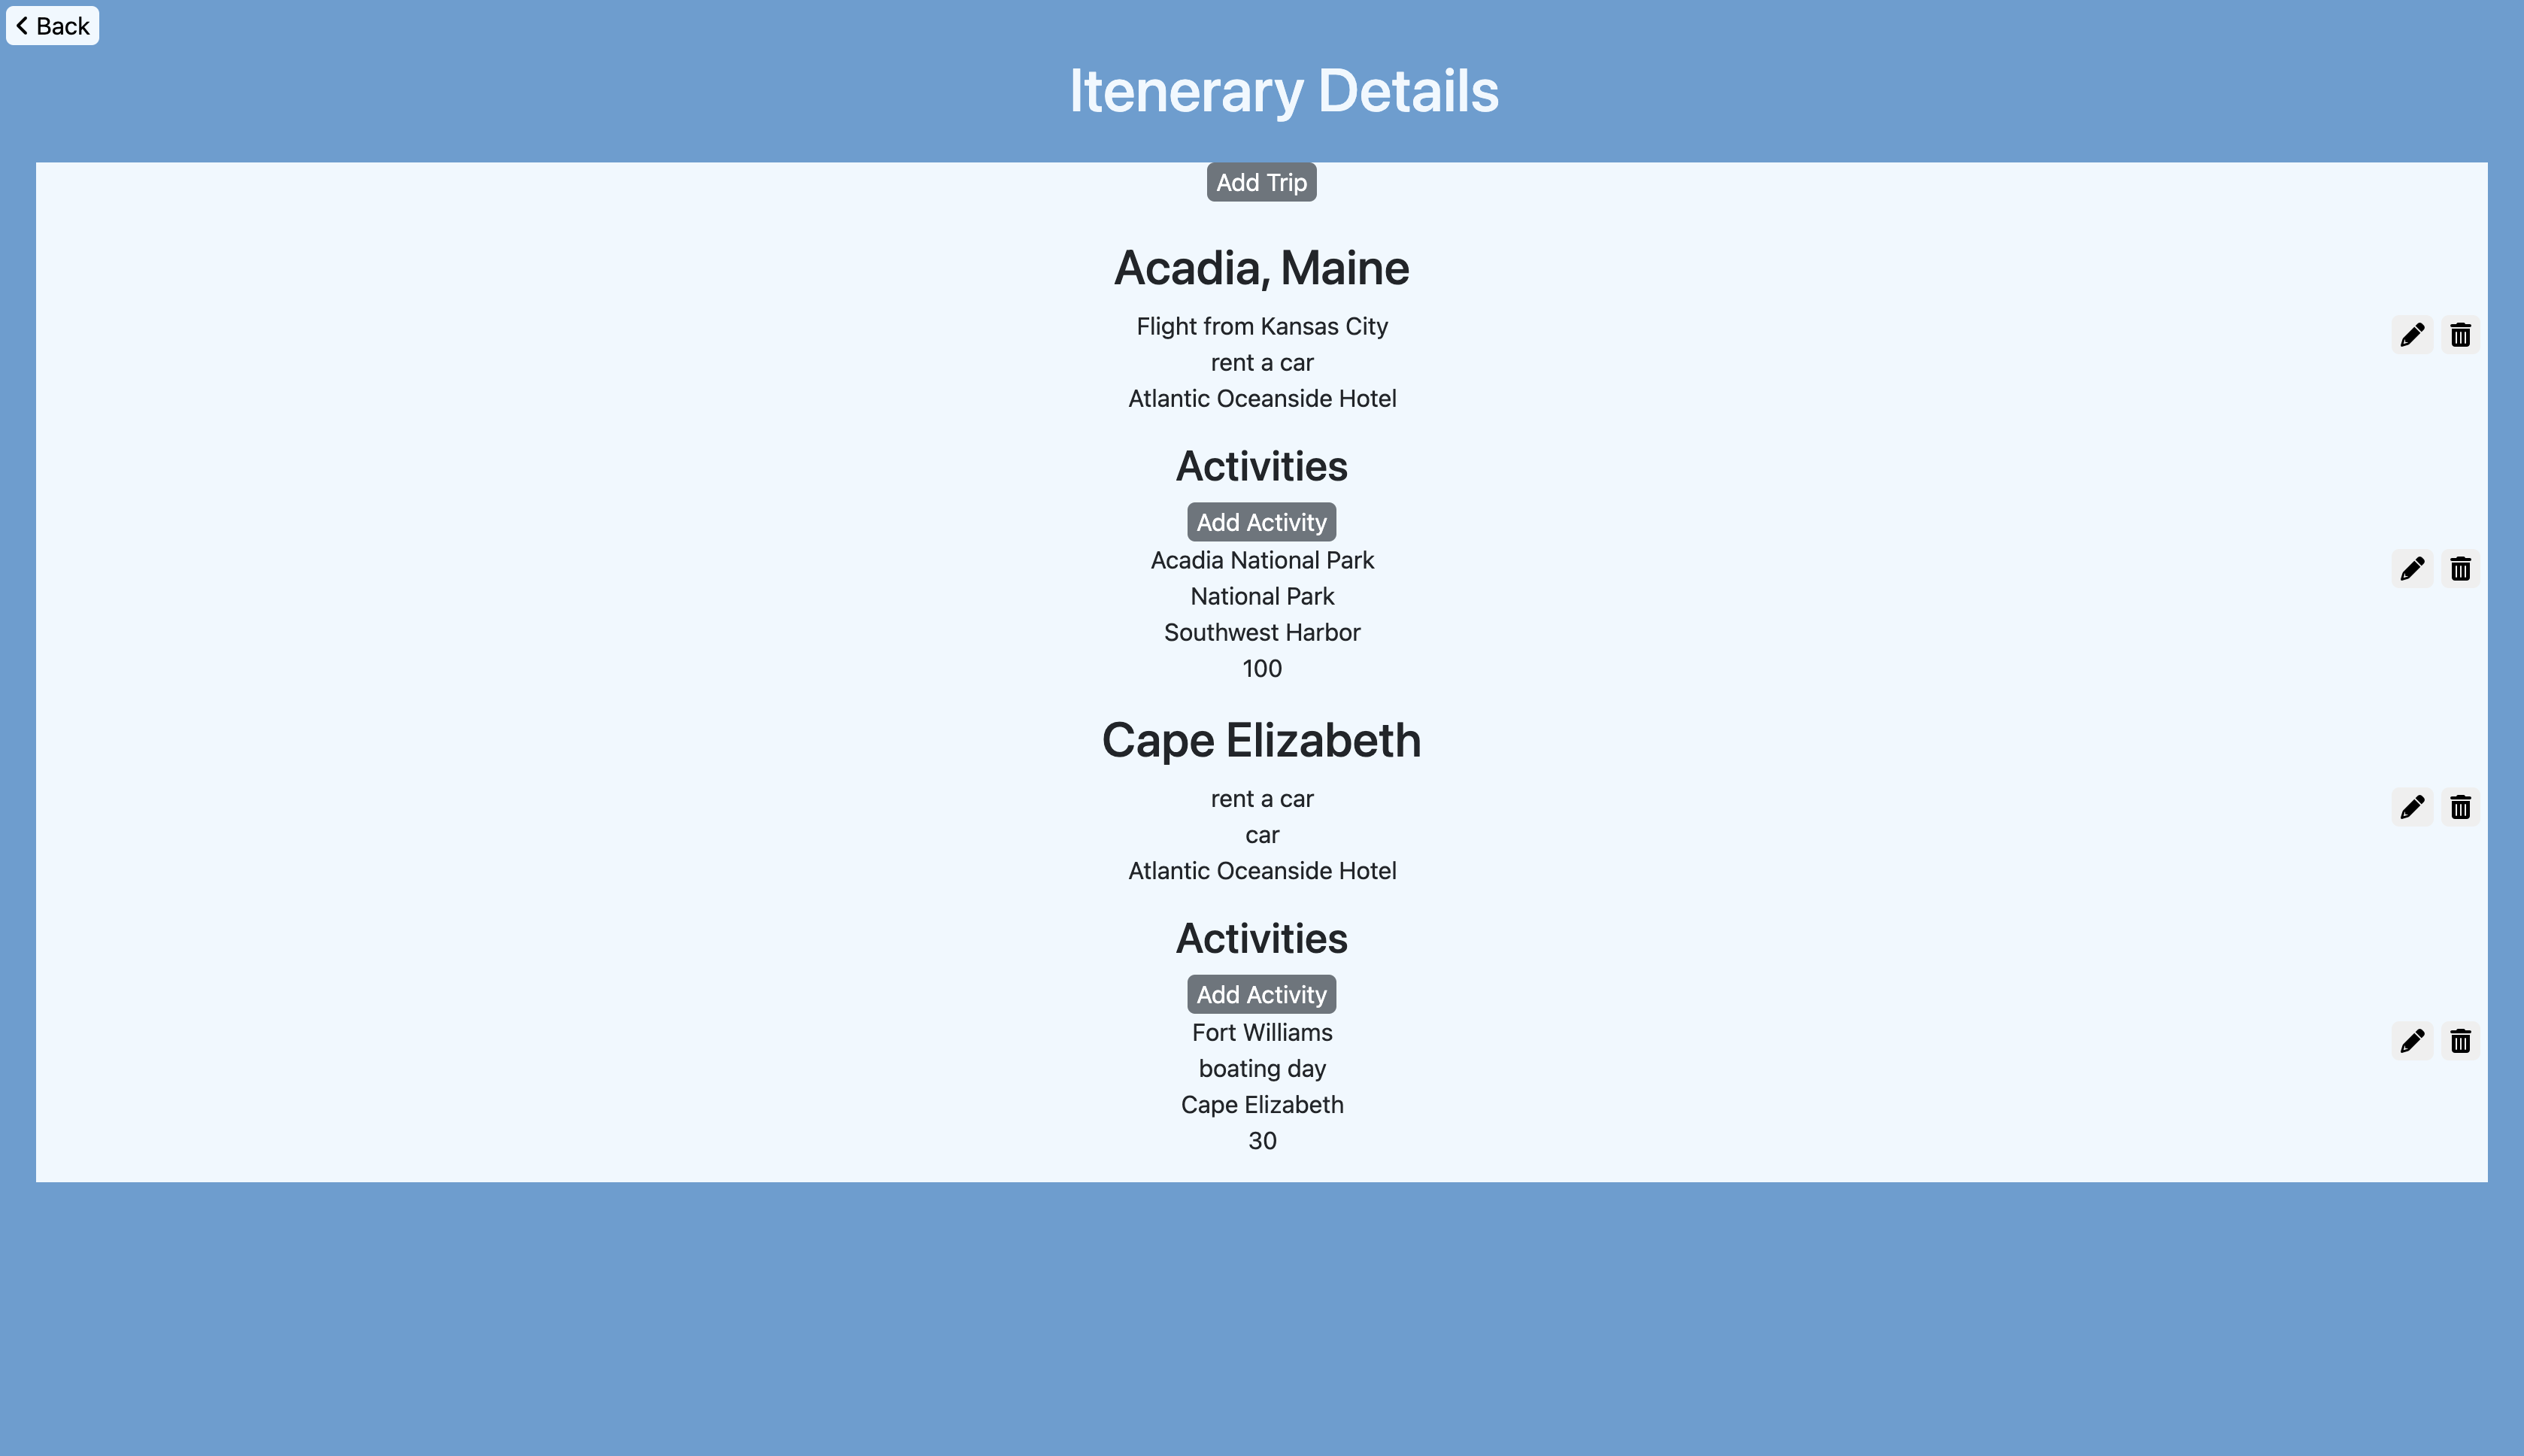 Back
Itenerary Details
Add Trip
Acadia, Maine
Flight from Kansas City
rent a car
Atlantic Oceanside Hotel
Activities
Add Activity
Acadia National Park
National Park
Southwest Harbor
100
Cape Elizabeth
rent a car
car
Atlantic Oceanside Hotel
Activities
Add Activity
Fort Williams
boating day
Cape Elizabeth
30